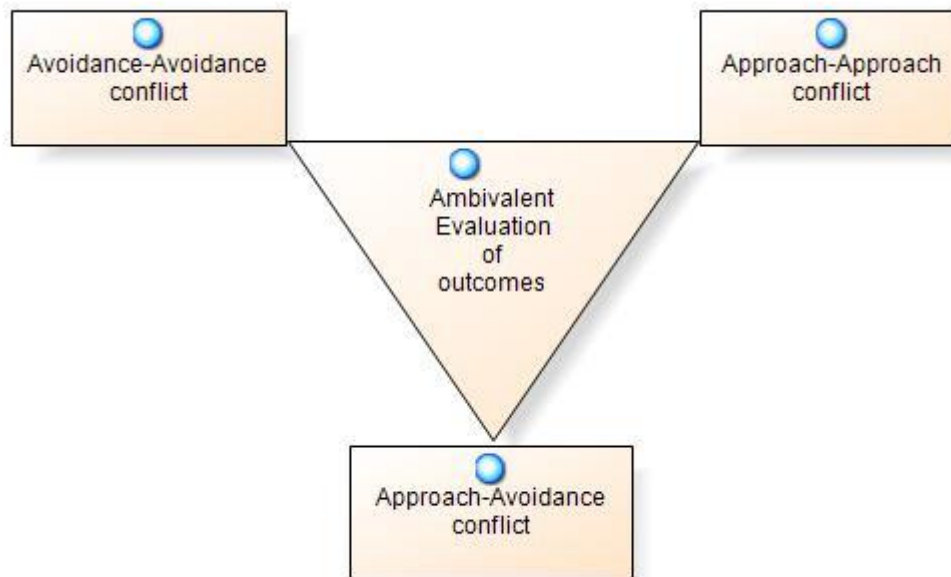 Avoidance-Avoidance
conflict
Approach-Approach
conflict
Ambivalent
Evaluation
of
outcomes
Approach-Avoidance
conflict